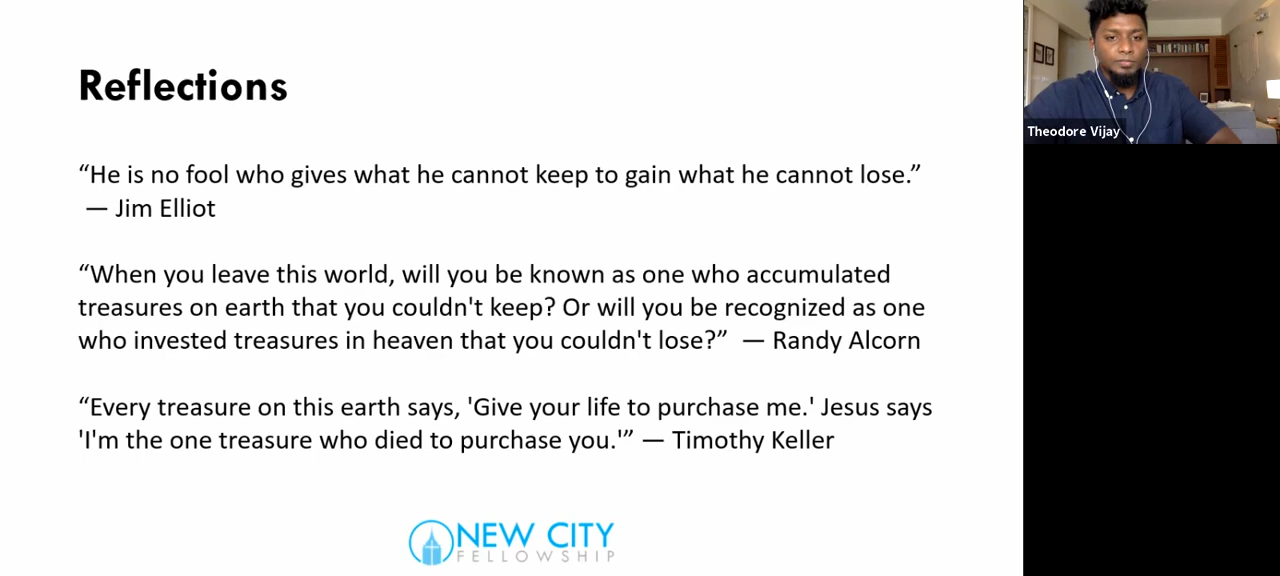 Reflections
“He is no fool who gives what he cannot keep to gain what he cannot lose.”
— Jim Elliot
“When you leave this world, will you be known as one who accumulated
treasures on earth that you couldn't keep? Or will you be recognized as one
who invested treasures in heaven that you couldn't lose?” — Randy Alcorn
“Every treasure on this earth says, 'Give your life to purchase me.' Jesus says
'I'm the one treasure who died to purchase you.'” — Timothy Keller
NEW CITY
FELLOWSHIP
Theodore Vijay